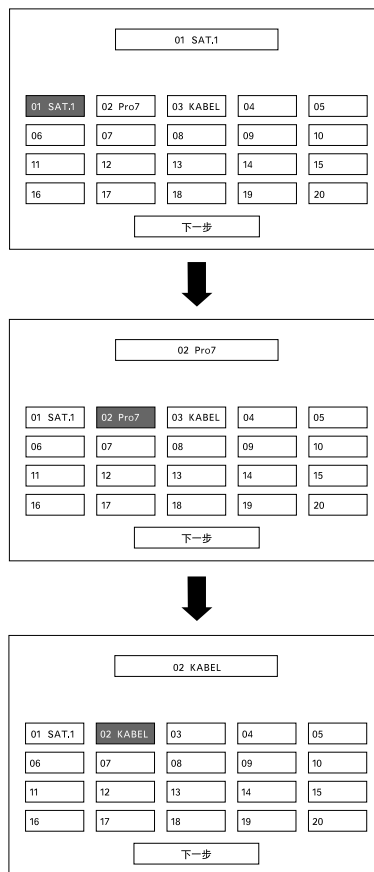 01 SAT.1
01 SAT.1 02 Pro7 03 KABEL 04 05
06 07 08 09 10
11 12 13 14 15
16 17 18 19 20
下一步
02 Pro7
01 SAT.1 02 Pro7 03 KABEL 04 05
06 07 08 09 10
11 12 13 14 15
16 17 18 19 20
下一步
02 KABEL
01 SAT.1 02 KABEL 03 04 05
06 07 08 09 10
11 12 13 14 15
16 17 18 19 20
下一步